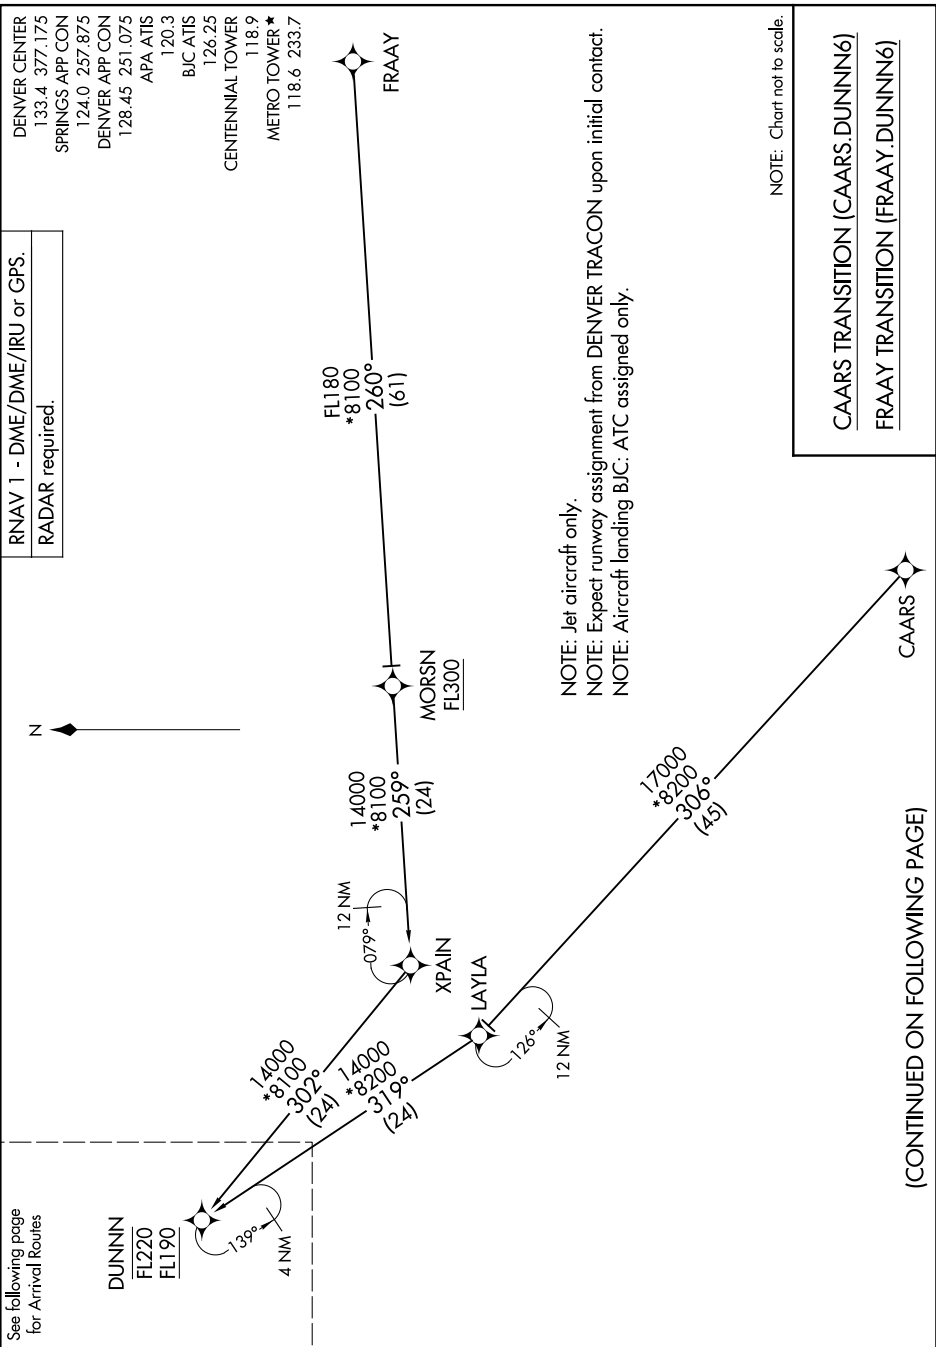 See following page
for Arrival Routes
RNAV 1 - DME/DME/IRU or GPS.
RADAR required.
DENVER CENTER
133.4 377.175
SPRINGS APP CON
124.0 257.875
DENVER APP CON
128.45 251.075
APA ATIS
120.3
BJC ATIS
126.25
CENTENNIAL TOWER
118.9
METRO TOWER★
118.6 233.7
N
DUNNN
FL220
FL190
139°
4 NM
14000
*8100
302°
(24)
14000
*8200
319°
(24)
12 NM
079°
XPAIN
14000
*8100
259°
(24)
MORSN
FL300
FL180
*8100
260°
(61)
FRAAY
LAYLA
126°
12 NM
17000
*8200
306°
(45)
CAARS
NOTE: Jet aircraft only.
NOTE: Expect runway assignment from DENVER TRACON upon initial contact.
NOTE: Aircraft landing BJC: ATC assigned only.
NOTE: Chart not to scale.
CAARS TRANSITION (CAARS.DUNNN6)
FRAAY TRANSITION (FRAAY.DUNNN6)
(CONTINUED ON FOLLOWING PAGE)